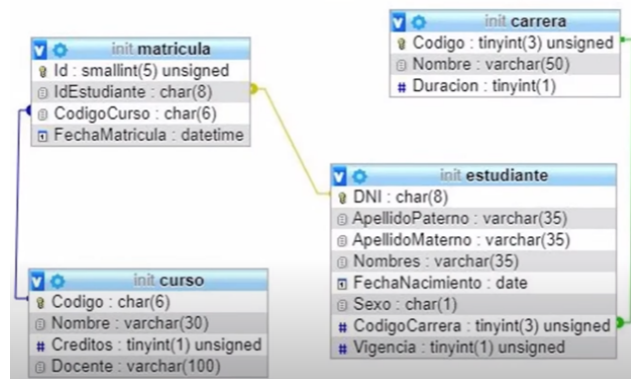 init matricula
Id : smallint(5) unsigned
IdEstudiante : char(8)
CodigoCurso : char(6)
FechaMatricula : datetime
init carrera
Codigo : tinyint(3) unsigned
Nombre : varchar(50)
# Duracion : tinyint(1)
init estudiante
DNI : char(8)
ApellidoPaterno : varchar(35)
ApellidoMaterno : varchar(35)
Nombres : varchar(35)
FechaNacimiento : date
Sexo : char(1)
# CodigoCarrera : tinyint(3) unsigned
# Vigencia : tinyint(1) unsigned
init curso
Codigo : char(6)
Nombre : varchar(30)
# Creditos : tinyint(1) unsigned
Docente : varchar(100)